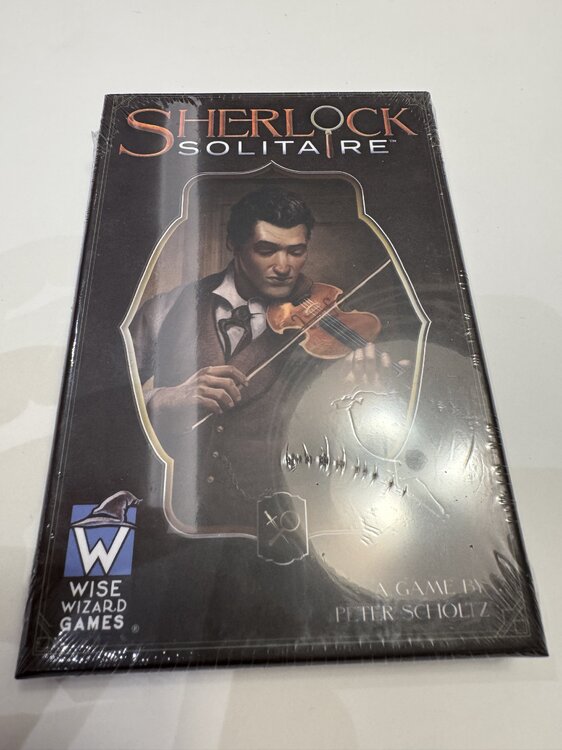 SHERLOCK
SOLITAIRE™
W
WISE
WIZARD
GAMES®
A GAME BY
PETER SCHOLTZ